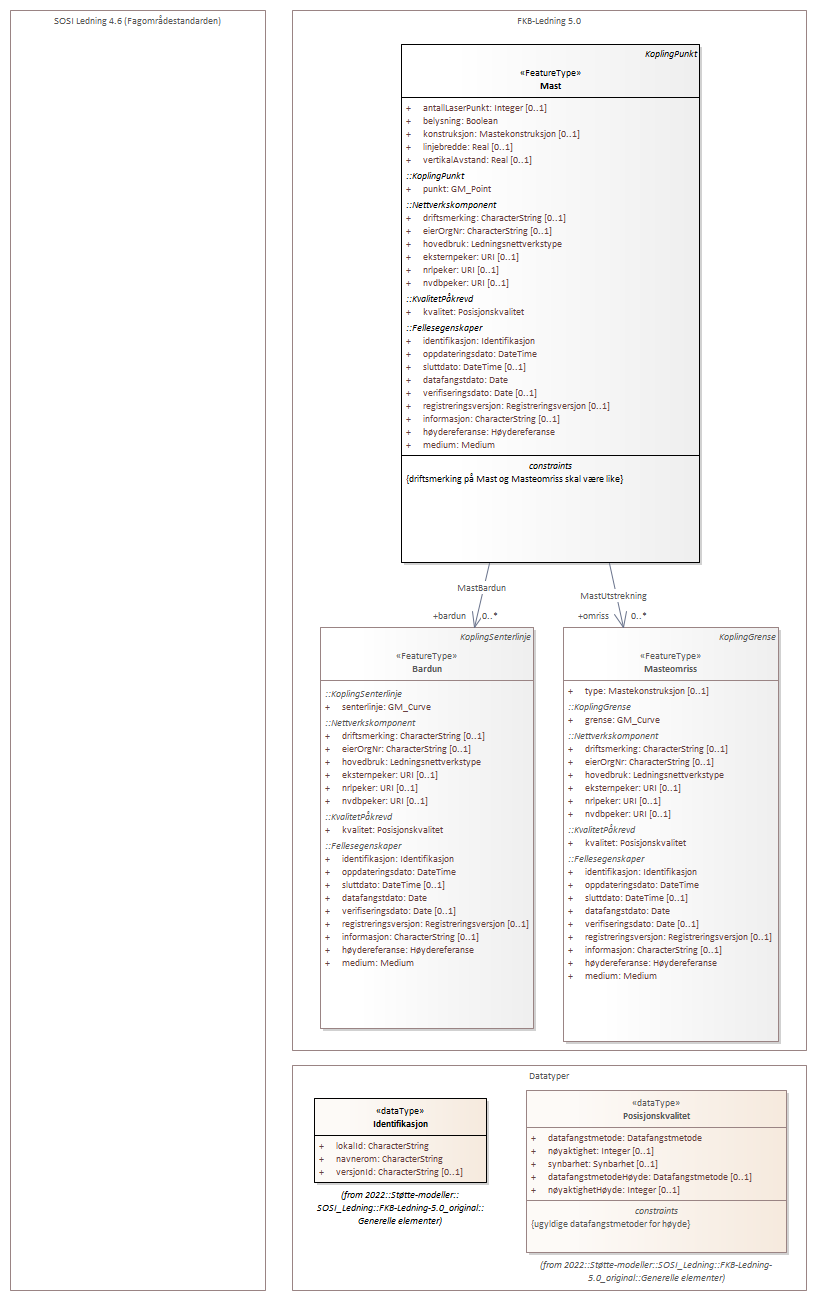 SOSI Ledning 4.6 (Fagområdestandarden)
FKB-Ledning 5.0
KoplingPunkt
«FeatureType»
Mast
+ antallLaserPunkt: Integer [0..1]
+ belysning: Boolean
+ konstruksjon: Mastekonstruksjon [0..1]
+ linjebredde: Real [0..1]
+ vertikalAvstand: Real [0..1]
::KoplingPunkt
+ punkt: GM_Point
::Nettverkskomponent
+ driftsmerking: CharacterString [0..1]
+ eierOrgNr: CharacterString [0..1]
+ hovedbruk: Ledningsnettverkstype
+ eksternpeker: URI [0..1]
+ nrlpeker: URI [0..1]
+ nvdbpeker: URI [0..1]
::KvalitetPåkrevd
+ kvalitet: Posisjonskvalitet
::Fellesegenskaper
+ identifikasjon: Identifikasjon
+ oppdateringsdato: DateTime
+ sluttdato: DateTime [0..1]
+ datafangstdato: Date
+ verifiseringsdato: Date [0..1]
+ registreringsversjon: Registreringsversjon [0..1]
+ informasjon: CharacterString [0..1]
+ høydereferanse: Høydereferanse
+ medium: Medium
constraints
{driftsmerking på Mast og Masteomriss skal være like}
MastBardun
+bardun 0..*
MastUtstrekning
+omriss 0..*
KoplingSenterlinje
«FeatureType»
Bardun
::KoplingSenterlinje
+ senterlinje: GM_Curve
::Nettverkskomponent
+ driftsmerking: CharacterString [0..1]
+ eierOrgNr: CharacterString [0..1]
+ hovedbruk: Ledningsnettverkstype
+ eksternpeker: URI [0..1]
+ nrlpeker: URI [0..1]
+ nvdbpeker: URI [0..1]
::KvalitetPåkrevd
+ kvalitet: Posisjonskvalitet
::Fellesegenskaper
+ identifikasjon: Identifikasjon
+ oppdateringsdato: DateTime
+ sluttdato: DateTime [0..1]
+ datafangstdato: Date
+ verifiseringsdato: Date [0..1]
+ registreringsversjon: Registreringsversjon [0..1]
+ informasjon: CharacterString [0..1]
+ høydereferanse: Høydereferanse
+ medium: Medium
KoplingGrense
«FeatureType»
Masteomriss
+ type: Mastekonstruksjon [0..1]
::KoplingGrense
+ grense: GM_Curve
::Nettverkskomponent
+ driftsmerking: CharacterString [0..1]
+ eierOrgNr: CharacterString [0..1]
+ hovedbruk: Ledningsnettverkstype
+ eksternpeker: URI [0..1]
+ nrlpeker: URI [0..1]
+ nvdbpeker: URI [0..1]
::KvalitetPåkrevd
+ kvalitet: Posisjonskvalitet
::Fellesegenskaper
+ identifikasjon: Identifikasjon
+ oppdateringsdato: DateTime
+ sluttdato: DateTime [0..1]
+ datafangstdato: Date
+ verifiseringsdato: Date [0..1]
+ registreringsversjon: Registreringsversjon [0..1]
+ informasjon: CharacterString [0..1]
+ høydereferanse: Høydereferanse
+ medium: Medium
Datatyper
«dataType»
Identifikasjon
+ lokalId: CharacterString
+ navnerom: CharacterString
+ versjonId: CharacterString [0..1]
(from 2022::Støtte-modeller::
SOSI_Ledning::FKB-Ledning-5.0_original::
Generelle elementer)
«dataType»
Posisjonskvalitet
+ datafangstmetode: Datafangstmetode
+ nøyaktighet: Integer [0..1]
+ synbarhet: Synbarhet [0..1]
+ datafangstmetodeHøyde: Datafangstmetode [0..1]
+ nøyaktighetHøyde: Integer [0..1]
constraints
{ugyldige datafangstmetoder for høyde}
(from 2022::Støtte-modeller::SOSI_Ledning::FKB-Ledning-
5.0_original::Generelle elementer)